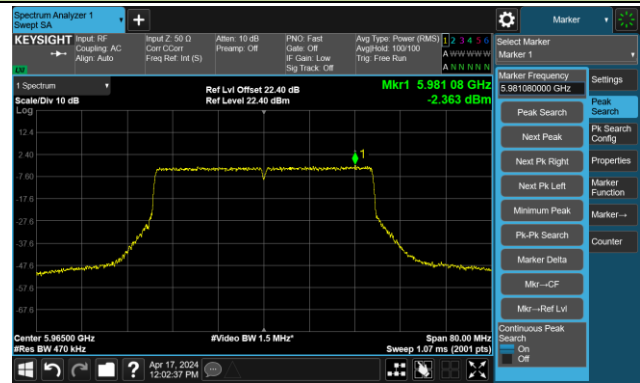 Spectrum Analyzer 1
Swept SA
Marker
KEYSIGHT
Input: RF
Coupling: AC
Align: Auto
Input Z: 50 Ω
Corr CCorr
Freq Ref: Int (S)
Atten: 10 dB
Preamp: Off
PNO: Fast
Gate: Off
IF Gain: Low
Sig Track: Off
Avg Type: Power (RMS)
Avg|Hold: 100/100
Trig: Free Run
1 2 3 4 5 6
A W W W W W
A N N N N N
Select Marker
Marker 1
1 Spectrum
Scale/Div 10 dB
Ref Lvl Offset 22.40 dB
Ref Level 22.40 dBm
Mkr1 5.981 08 GHz
-2.363 dBm
Log
12.4
2.40
-7.60
-17.6
-27.6
-37.6
-47.6
-57.6
-67.6
1
Center 5.96500 GHz
#Res BW 470 kHz
#Video BW 1.5 MHz*
Span 80.00 MHz
Sweep 1.07 ms (2001 pts)
Marker Frequency
5.981080000 GHz
Peak Search
Next Peak
Next Pk Right
Next Pk Left
Minimum Peak
Pk-Pk Search
Marker Delta
Mkr→CF
Mkr→Ref Lvl
Continuous Peak
Search
On
Off
Settings
Peak
Search
Pk Search
Config
Properties
Marker
Function
Marker→
Counter
?
Apr 17, 2024
12:02:37 PM